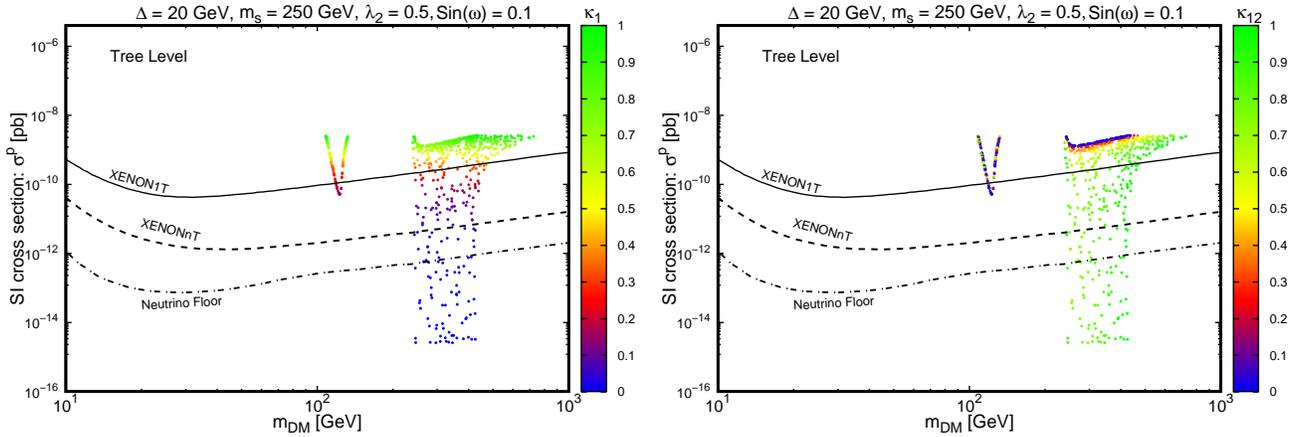 Δ = 20 GeV, m_s = 250 GeV, λ_2 = 0.5, Sin(ω) = 0.1
κ_1
Tree Level
SI cross section: σ^p [pb]
10^-6
10^-8
10^-10
10^-12
10^-14
10^-16
XENON1T
XENONnT
Neutrino Floor
10^1
10^2
10^3
m_DM [GeV]
1
0.9
0.8
0.7
0.6
0.5
0.4
0.3
0.2
0.1
0
Δ = 20 GeV, m_s = 250 GeV, λ_2 = 0.5, Sin(ω) = 0.1
κ_12
Tree Level
SI cross section: σ^p [pb]
10^-6
10^-8
10^-10
10^-12
10^-14
10^-16
XENON1T
XENONnT
Neutrino Floor
10^1
10^2
10^3
m_DM [GeV]
1
0.9
0.8
0.7
0.6
0.5
0.4
0.3
0.2
0.1
0